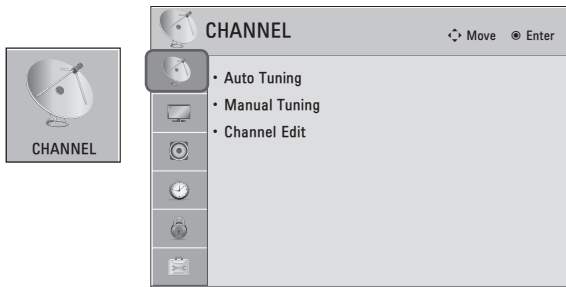 CHANNEL
CHANNEL Move Enter
• Auto Tuning
• Manual Tuning
• Channel Edit